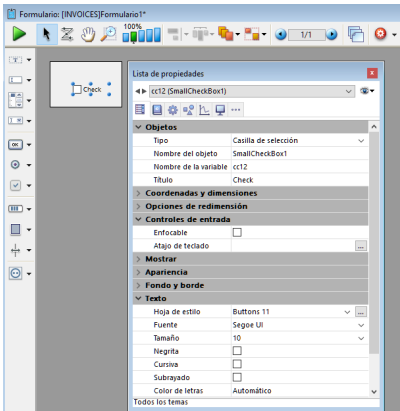 Formulario: [INVOICES]Formulario1*
100%
1/1
Check
Lista de propiedades
cc12 (SmallCheckBox1)
Objetos
Tipo Casilla de selección
Nombre del objeto SmallCheckBox1
Nombre de la variable cc12
Título Check
Coordenadas y dimensiones
Opciones de redimensión
Controles de entrada
Enfocable
Atajo de teclado ...
Mostrar
Apariencia
Fondo y borde
Texto
Hoja de estilo Buttons 11 ...
Fuente Segoe UI
Tamaño 10
Negrita
Cursiva
Subrayado
Color de letras Automático
Todos los temas